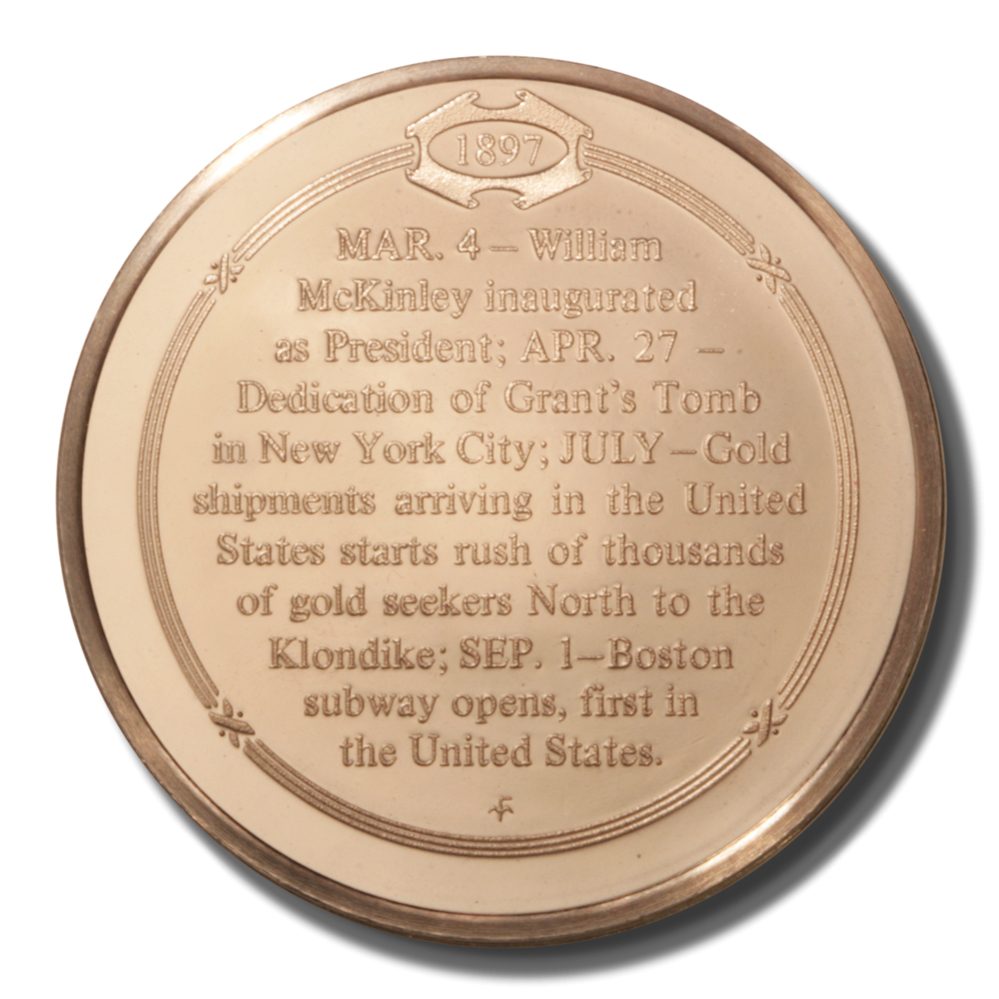 1897
MAR. 4 – William
McKinley inaugurated
as President; APR. 27 –
Dedication of Grant's Tomb
in New York City; JULY – Gold
shipments arriving in the United
States starts rush of thousands
of gold seekers North to the
Klondike; SEP. 1–Boston
subway opens, first in
the United States.